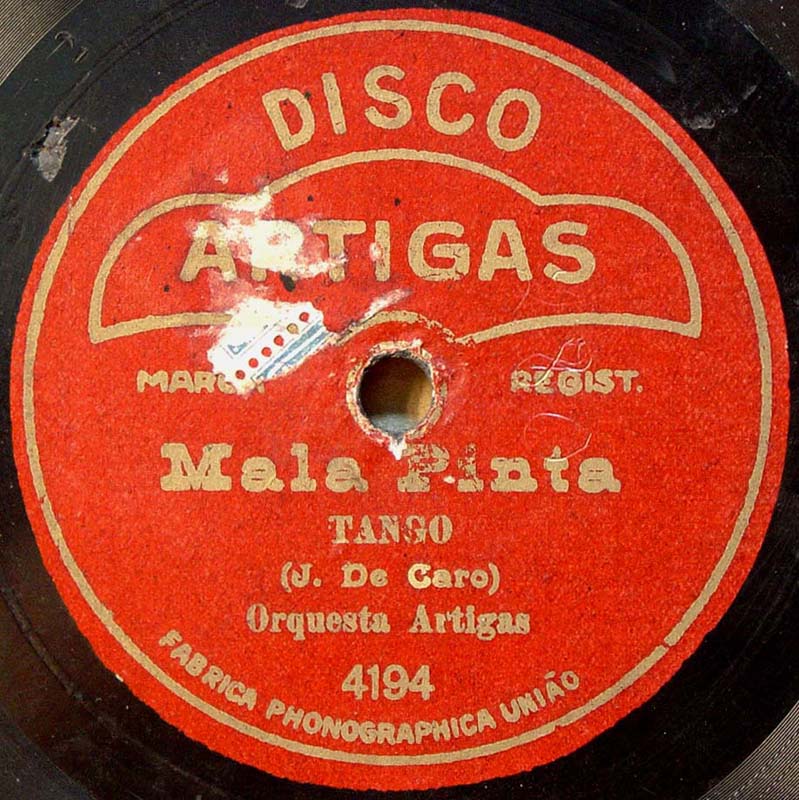 DISCO
ARTIGAS
REGIST.
Mala Pinta
TANGO
(J. De Caro)
Orquesta Artigas
4194
FABRICA PHONOGRAPHICA UNIÃO